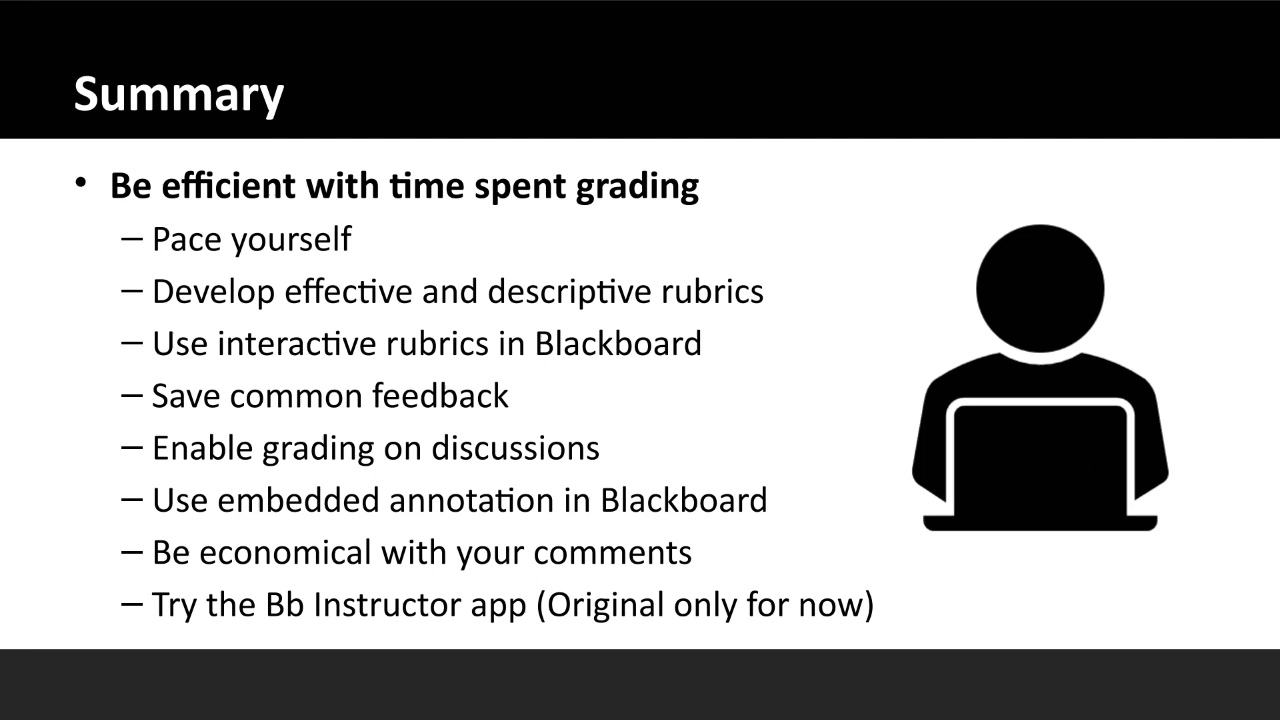 Summary
• Be efficient with time spent grading
– Pace yourself
– Develop effective and descriptive rubrics
– Use interactive rubrics in Blackboard
– Save common feedback
– Enable grading on discussions
– Use embedded annotation in Blackboard
– Be economical with your comments
– Try the Bb Instructor app (Original only for now)